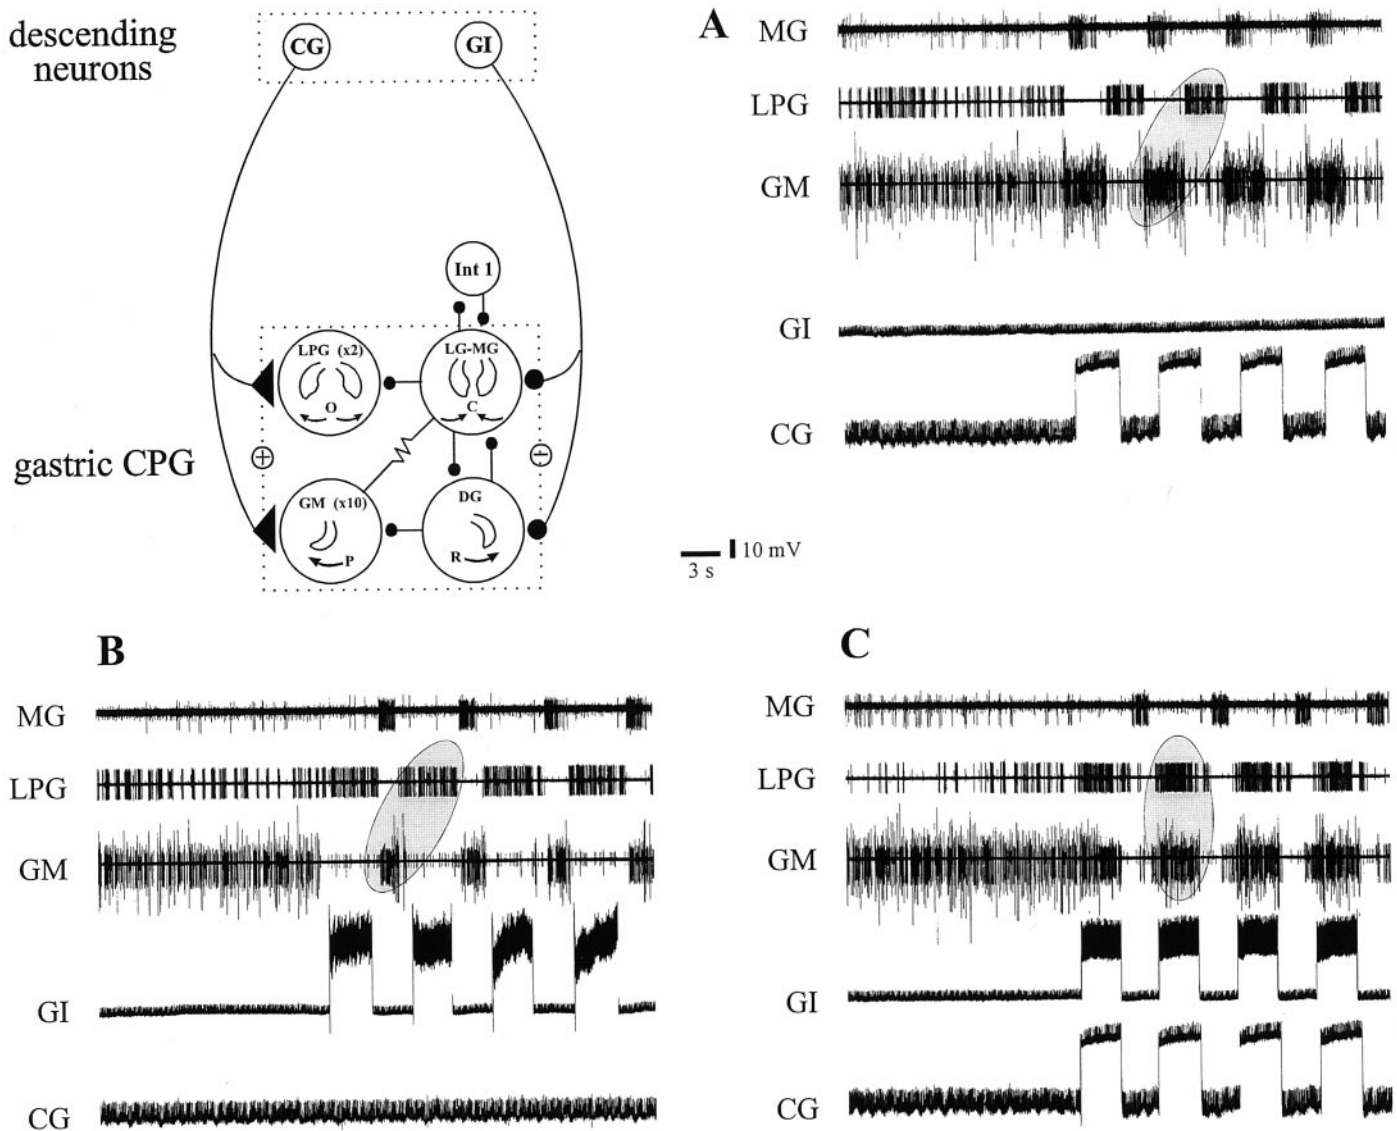 descending
neurons
CG
GI
Int 1
LPG (x2)
O
LG-MG
C
gastric CPG
+
−
GM (x10)
P
DG
R
A
MG
LPG
GM
GI
CG
10 mV
3 s
B
MG
LPG
GM
GI
CG
C
MG
LPG
GM
GI
CG